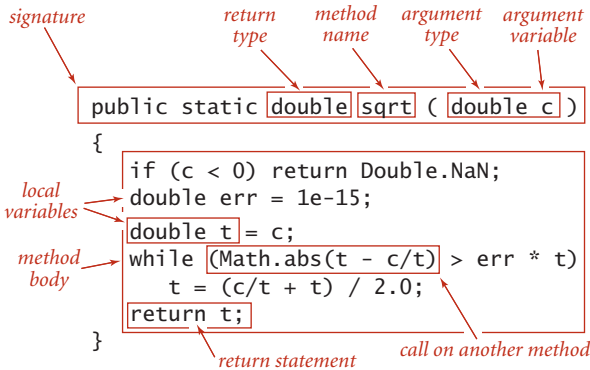 signature
return
type
method
name
argument
type
argument
variable
public static double sqrt ( double c )
{
if (c < 0) return Double.NaN;
double err = 1e-15;
local
variables
double t = c;
method
body
while (Math.abs(t - c/t) > err * t)
t = (c/t + t) / 2.0;
return t;
}
return statement
call on another method